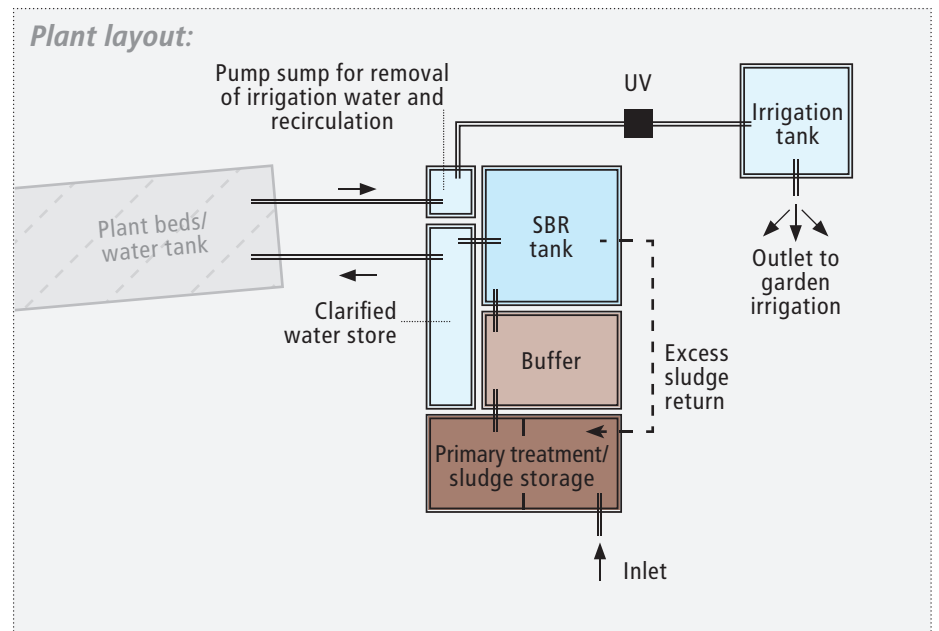 Plant layout:
Pump sump for removal
of irrigation water and
recirculation
UV
Irrigation
tank
Plant beds/
water tank
SBR
tank
Outlet to
garden
irrigation
Clarified
water store
Buffer
Excess
sludge
return
Primary treatment/
sludge storage
Inlet